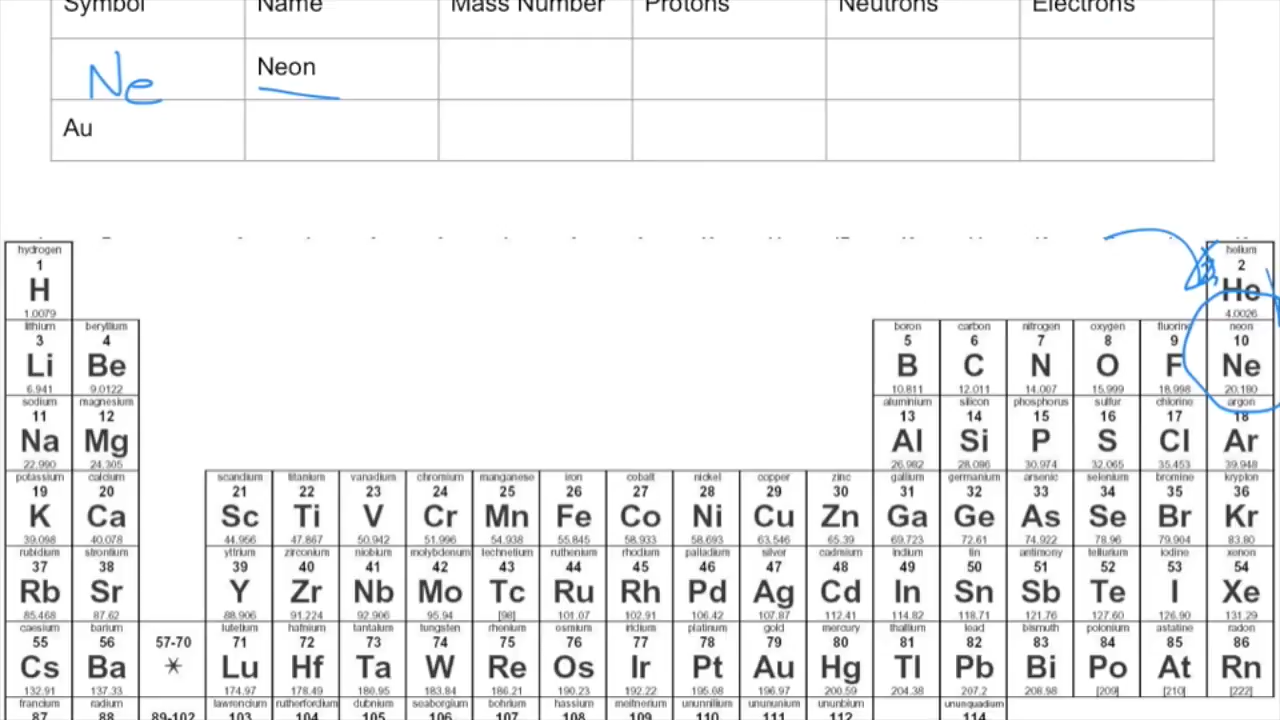 Symbol Name Mass Number Protons Neutrons Electrons
Ne Neon
Au
hydrogen helium
1 2
H He
1.0079 4.0026
lithium beryllium boron carbon nitrogen oxygen fluorine neon
3 4 5 6 7 8 9 10
Li Be B C N O F Ne
6.941 9.0122 10.811 12.011 14.007 15.999 18.998 20.180
sodium magnesium aluminium silicon phosphorus sulfur chlorine argon
11 12 13 14 15 16 17 18
Na Mg Al Si P S Cl Ar
22.990 24.305 26.982 28.086 30.974 32.065 35.453 39.948
potassium calcium scandium titanium vanadium chromium manganese iron cobalt nickel copper zinc gallium germanium arsenic selenium bromine krypton
19 20 21 22 23 24 25 26 27 28 29 30 31 32 33 34 35 36
K Ca Sc Ti V Cr Mn Fe Co Ni Cu Zn Ga Ge As Se Br Kr
39.098 40.078 44.956 47.867 50.942 51.996 54.938 55.845 58.933 58.693 63.546 65.39 69.723 72.61 74.922 78.96 79.904 83.80
rubidium strontium yttrium zirconium niobium molybdenum technetium ruthenium rhodium palladium silver cadmium indium tin antimony tellurium iodine xenon
37 38 39 40 41 42 43 44 45 46 47 48 49 50 51 52 53 54
Rb Sr Y Zr Nb Mo Tc Ru Rh Pd Ag Cd In Sn Sb Te I Xe
85.468 87.62 88.906 91.224 92.906 95.94 [98] 101.07 102.91 106.42 107.87 112.41 114.82 118.71 121.76 127.60 126.90 131.29
caesium barium lutetium hafnium tantalum tungsten rhenium osmium iridium platinum gold mercury thallium lead bismuth polonium astatine radon
55 56 57-70 71 72 73 74 75 76 77 78 79 80 81 82 83 84 85 86
Cs Ba * Lu Hf Ta W Re Os Ir Pt Au Hg Tl Pb Bi Po At Rn
132.91 137.33 174.97 178.49 180.95 183.84 186.21 190.23 192.22 195.08 196.97 200.59 204.38 207.2 208.98 [209] [210] [222]
francium radium lawrencium rutherfordium dubnium seaborgium bohrium hassium meitnerium ununnilium unununium ununbium ununquadium
87 88 89-102 103 104 105 106 107 108 109 110 111 112 114